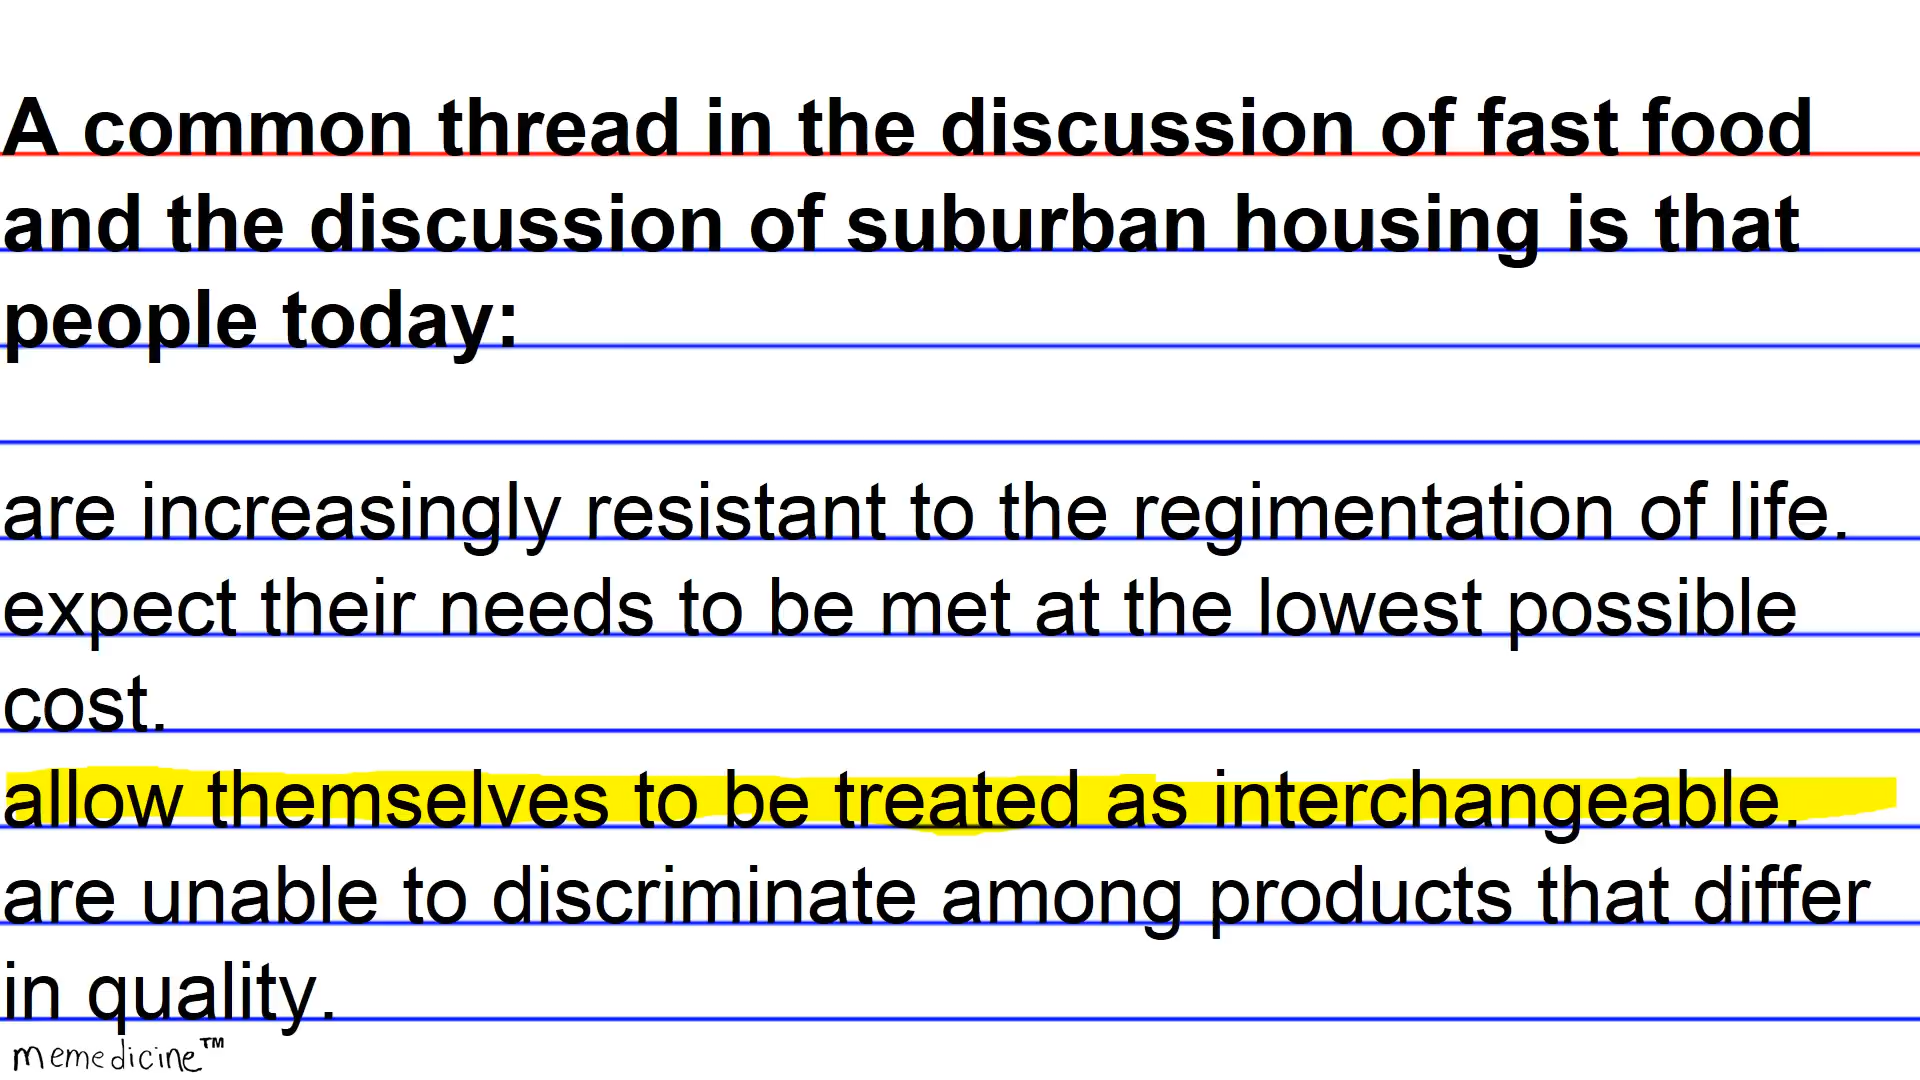 A common thread in the discussion of fast food
and the discussion of suburban housing is that
people today:
are increasingly resistant to the regimentation of life.
expect their needs to be met at the lowest possible
cost.
allow themselves to be treated as interchangeable.
are unable to discriminate among products that differ
in quality.
memedicine™